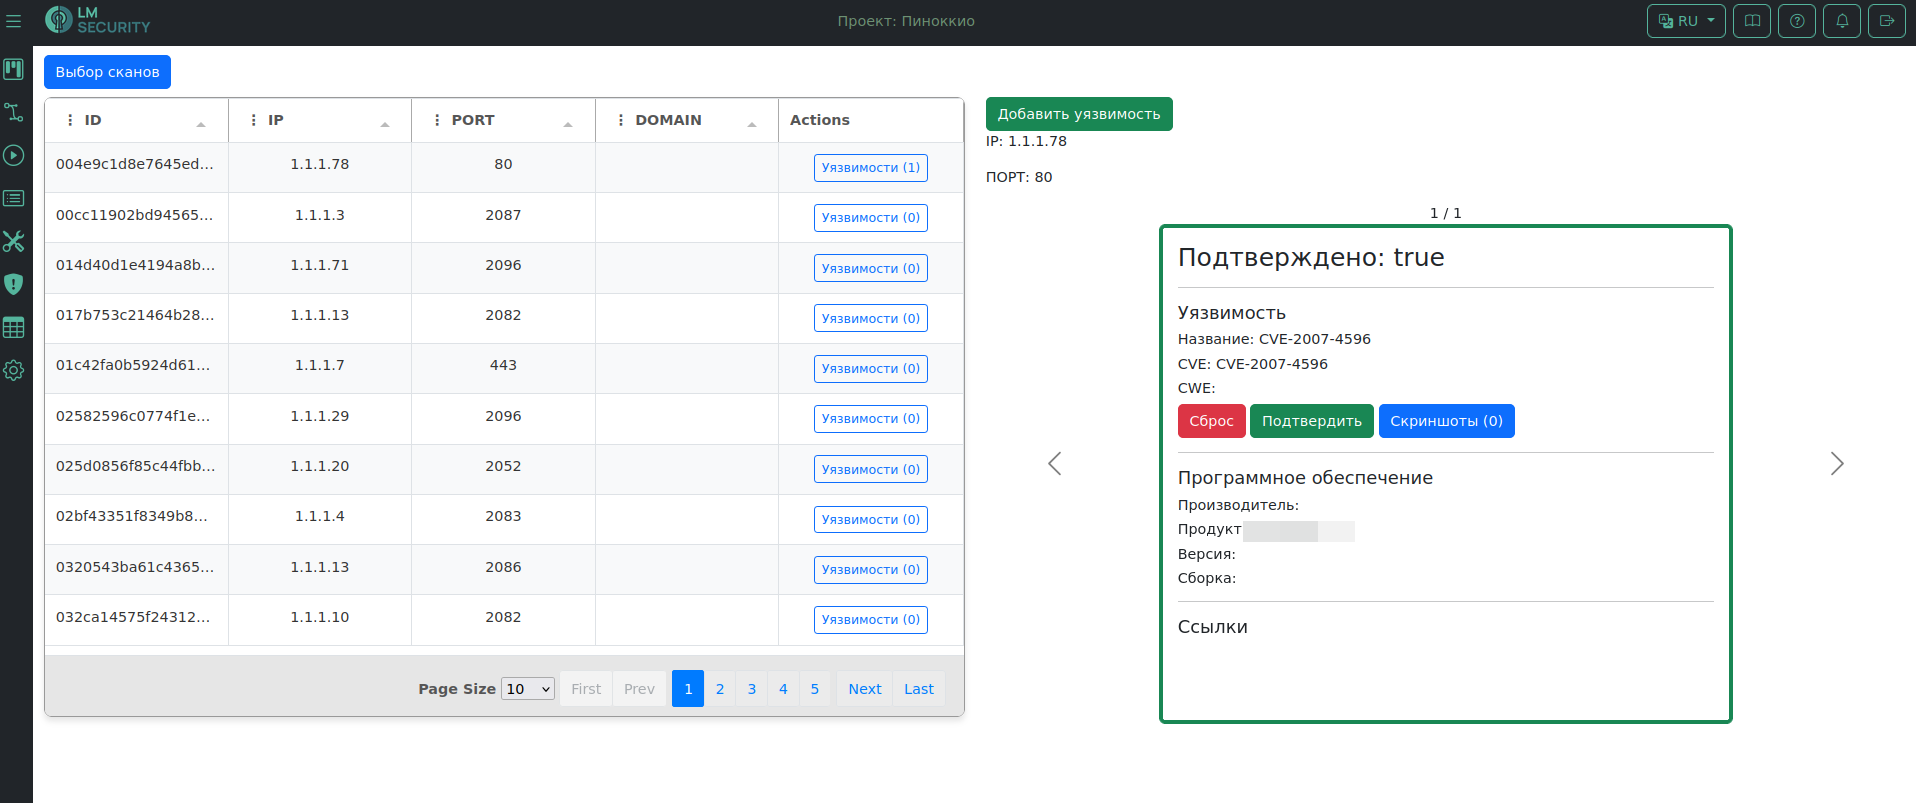 LM
SECURITY
Проект: Пиноккио
RU
Выбор сканов
ID IP PORT DOMAIN Actions
004e9c1d8e7645ed... 1.1.1.78 80 Уязвимости (1)
00cc11902bd94565... 1.1.1.3 2087 Уязвимости (0)
014d40d1e4194a8b... 1.1.1.71 2096 Уязвимости (0)
017b753c21464b28... 1.1.1.13 2082 Уязвимости (0)
01c42fa0b5924d61... 1.1.1.7 443 Уязвимости (0)
02582596c0774f1e... 1.1.1.29 2096 Уязвимости (0)
025d0856f85c44fbb... 1.1.1.20 2052 Уязвимости (0)
02bf43351f8349b8... 1.1.1.4 2083 Уязвимости (0)
0320543ba61c4365... 1.1.1.13 2086 Уязвимости (0)
032ca14575f24312... 1.1.1.10 2082 Уязвимости (0)
Page Size 10 First Prev 1 2 3 4 5 Next Last
Добавить уязвимость
IP: 1.1.1.78
ПОРТ: 80
1 / 1
Подтверждено: true
Уязвимость
Название: CVE-2007-4596
CVE: CVE-2007-4596
CWE:
Сброс Подтвердить Скриншоты (0)
Программное обеспечение
Производитель:
Продукт
Версия:
Сборка:
Ссылки